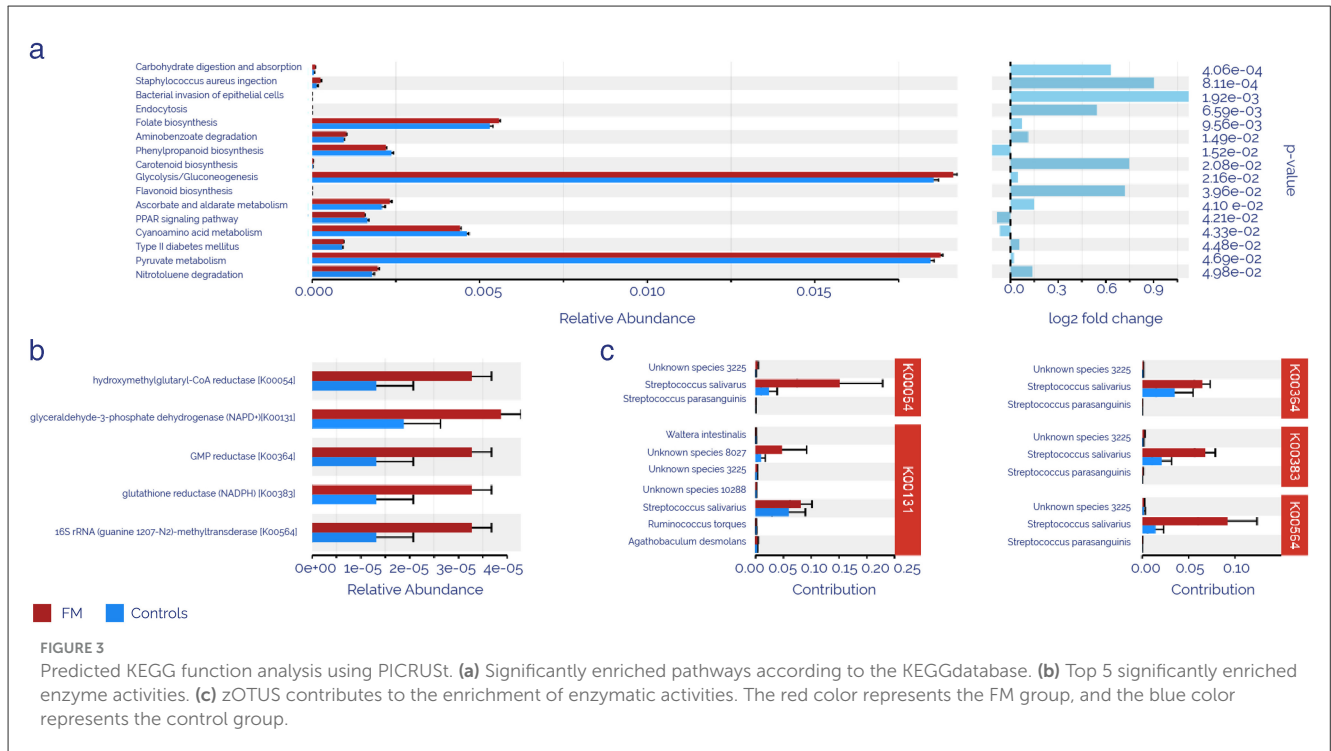 a
Carbohydrate digestion and absorption
Staphylococcus aureus ingection
Bacterial invasion of epithelial cells
Endocytosis
Folate biosynthesis
Aminobenzoate degradation
Phenylpropanoid biosynthesis
Carotenoid biosynthesis
Glycolysis/Gluconeogenesis
Flavonoid biosynthesis
Ascorbate and aldarate metabolism
PPAR signaling pathway
Cyanoamino acid metabolism
Type II diabetes mellitus
Pyruvate metabolism
Nitrotoluene degradation
0.000 0.005 0.010 0.015
Relative Abundance
4.06e-04
8.11e-04
1.92e-03
6.59e-03
9.56e-03
1.49e-02
1.52e-02
2.08e-02
2.16e-02
3.96e-02
4.10 e-02
4.21e-02
4.33e-02
4.48e-02
4.69e-02
4.98e-02
p-value
0.0 0.3 0.6 0.9
log2 fold change
b
hydroxymethylglutaryl-CoA reductase [K00054]
glyceraldehyde-3-phosphate dehydrogenase (NAPD+)[K00131]
GMP reductase [K00364]
glutathione reductase (NADPH) [K00383]
16S rRNA (guanine 1207-N2)-methyltransderase [K00564]
0e+00 1e-05 2e-05 3e-05 4e-05
Relative Abundance
FM Controls
c
Unknown species 3225
Streptococcus salivarus
Streptococcus parasanguinis
K00054
Waltera intestinalis
Unknown species 8027
Unknown species 3225
Unknown species 10288
Streptococcus salivarus
Ruminococcus torques
Agathobaculum desmolans
K00131
0.00 0.05 0.10 0.15 0.20 0.25
Contribution
Unknown species 3225
Streptococcus salivarius
Streptococcus parasanguinis
K00364
Unknown species 3225
Streptococcus salivarius
Streptococcus parasanguinis
K00383
Unknown species 3225
Streptococcus salivarius
Streptococcus parasanguinis
K00564
0.00 0.05 0.10
Contribution
FIGURE 3
Predicted KEGG function analysis using PICRUSt. (a) Significantly enriched pathways according to the KEGGdatabase. (b) Top 5 significantly enriched
enzyme activities. (c) zOTUS contributes to the enrichment of enzymatic activities. The red color represents the FM group, and the blue color
represents the control group.